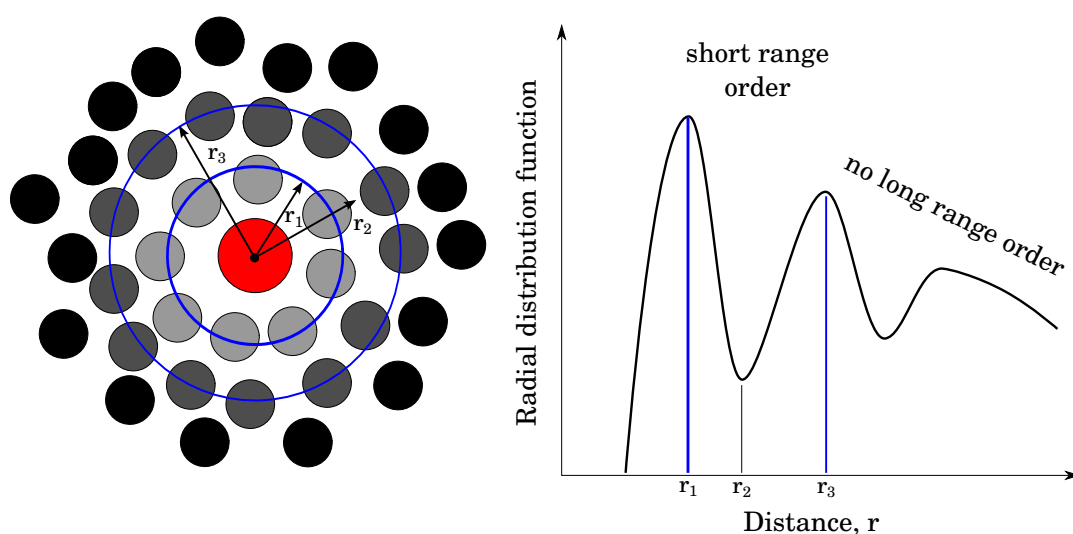 r₃
r₁
r₂
short range
order
no long range order
Radial distribution function
r₁
r₂
r₃
Distance, r